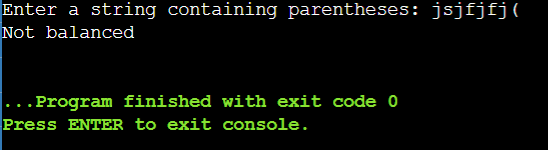 Enter a string containing parentheses: jsjfjfj(
Not balanced
...Program finished with exit code 0
Press ENTER to exit console.